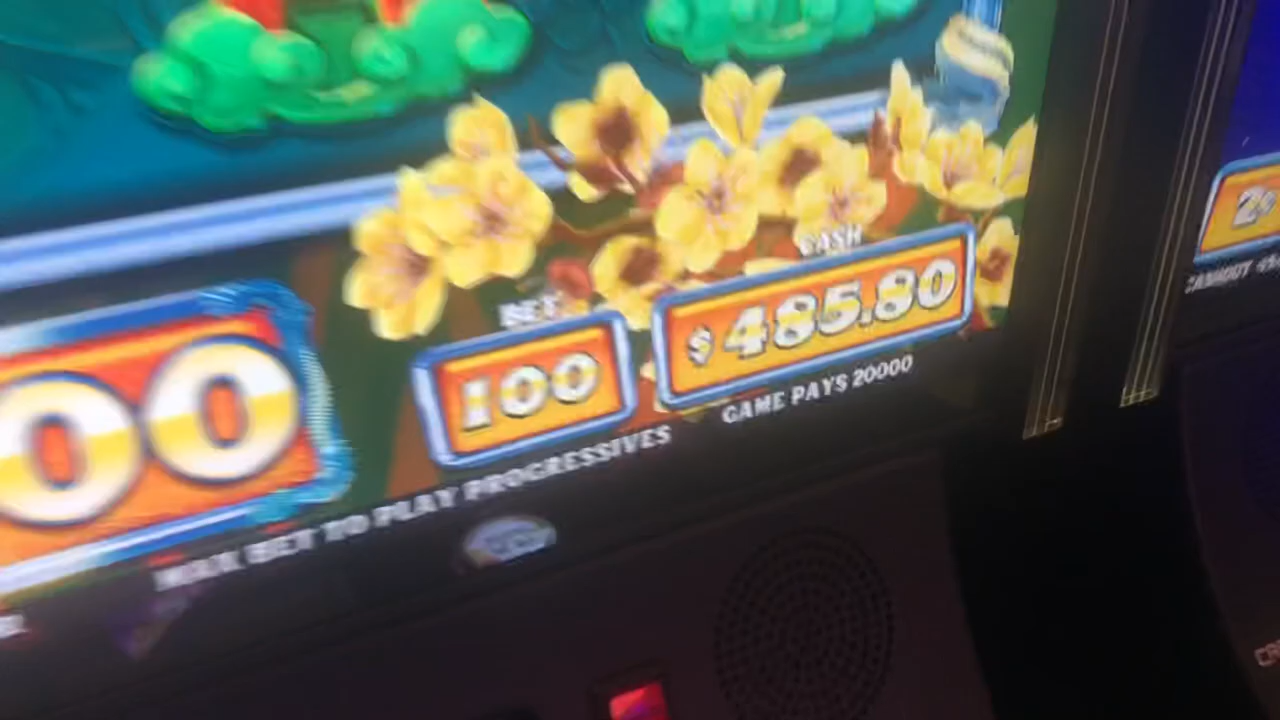 CASH
$485.80
BET
100
00
GAME PAYS 20000
MAX BET TO PLAY PROGRESSIVES